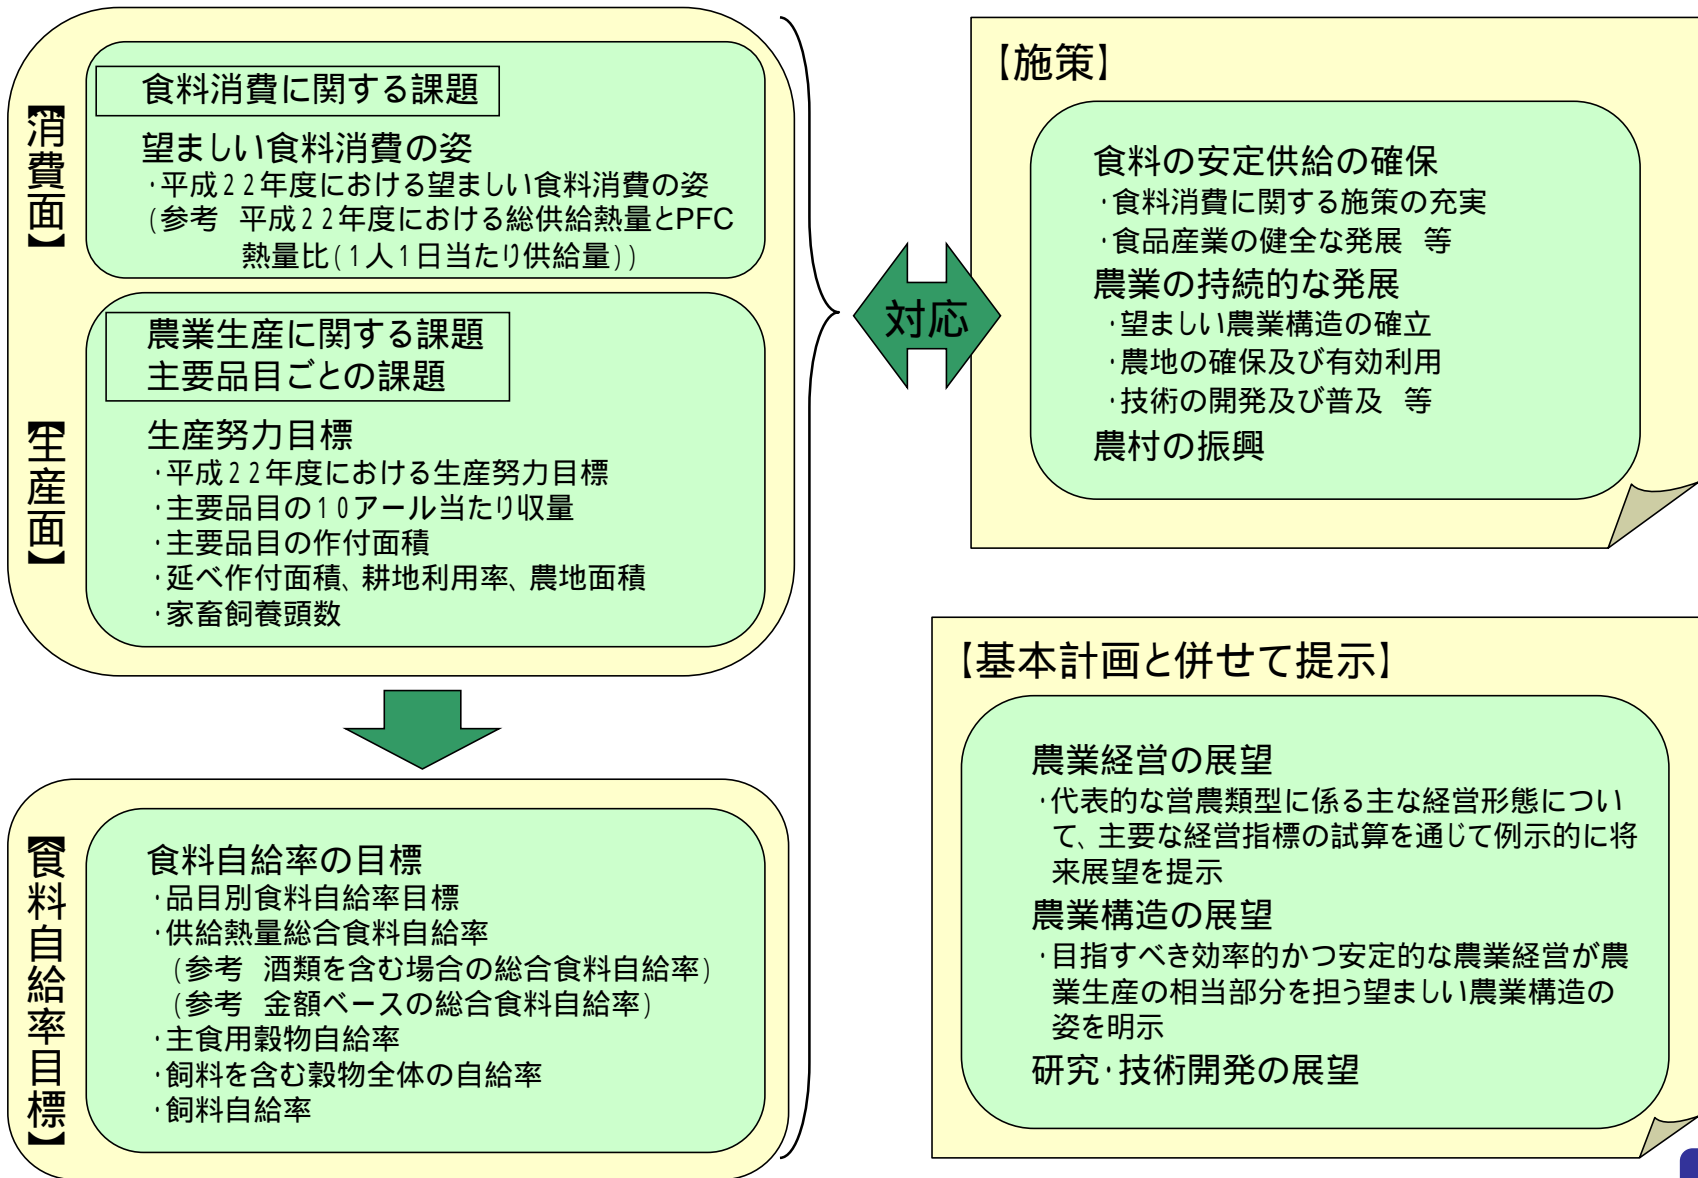 【消費面】
食料消費に関する課題
望ましい食料消費の姿
・平成22年度における望ましい食料消費の姿
(参考 平成22年度における総供給熱量とPFC
熱量比(1人1日当たり供給量))
【生産面】
農業生産に関する課題
主要品目ごとの課題
生産努力目標
・平成22年度における生産努力目標
・主要品目の10アール当たり収量
・主要品目の作付面積
・延べ作付面積、耕地利用率、農地面積
・家畜飼養頭数
【食料自給率目標】
食料自給率の目標
・品目別食料自給率目標
・供給熱量総合食料自給率
(参考 酒類を含む場合の総合食料自給率)
(参考 金額ベースの総合食料自給率)
・主食用穀物自給率
・飼料を含む穀物全体の自給率
・飼料自給率
対応
【施策】
食料の安定供給の確保
・食料消費に関する施策の充実
・食品産業の健全な発展 等
農業の持続的な発展
・望ましい農業構造の確立
・農地の確保及び有効利用
・技術の開発及び普及 等
農村の振興
【基本計画と併せて提示】
農業経営の展望
・代表的な営農類型に係る主な経営形態につい
て、主要な経営指標の試算を通じて例示的に将
来展望を提示
農業構造の展望
・目指すべき効率的かつ安定的な農業経営が農
業生産の相当部分を担う望ましい農業構造の
姿を明示
研究・技術開発の展望